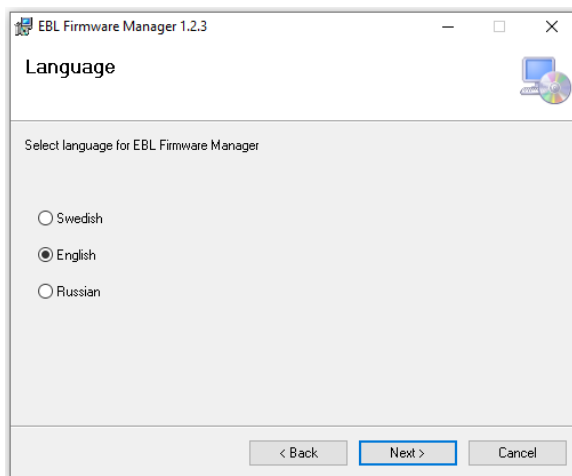 EBL Firmware Manager 1.2.3
Language
Select language for EBL Firmware Manager
Swedish
English
Russian
< Back Next > Cancel